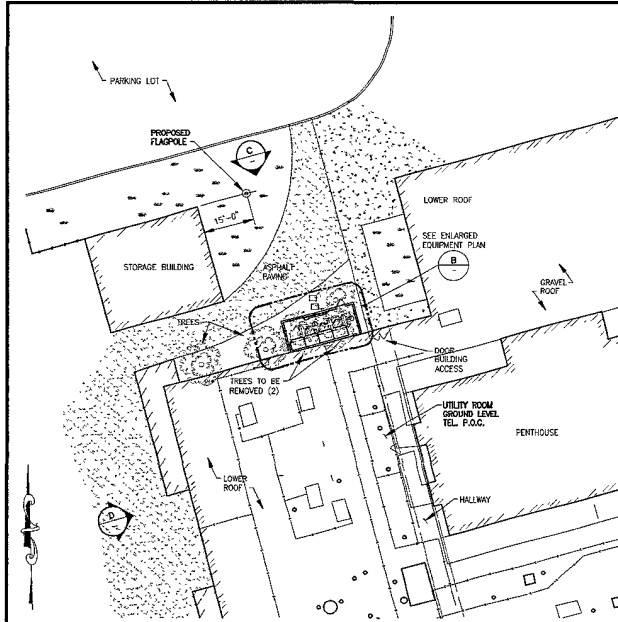 PARKING LOT
PROPOSED
FLAGPOLE
C
15'-0"
LOWER ROOF
SEE ENLARGED
EQUIPMENT PLAN
B
STORAGE BUILDING
ASPHALT
PAVING
GRAVEL
ROOF
TREES
DOOR
BUILDING
ACCESS
TREES TO BE
REMOVED (2)
UTILITY ROOM
GROUND LEVEL
TEL. P.O.C.
PENTHOUSE
LOWER
ROOF
HALLWAY
D